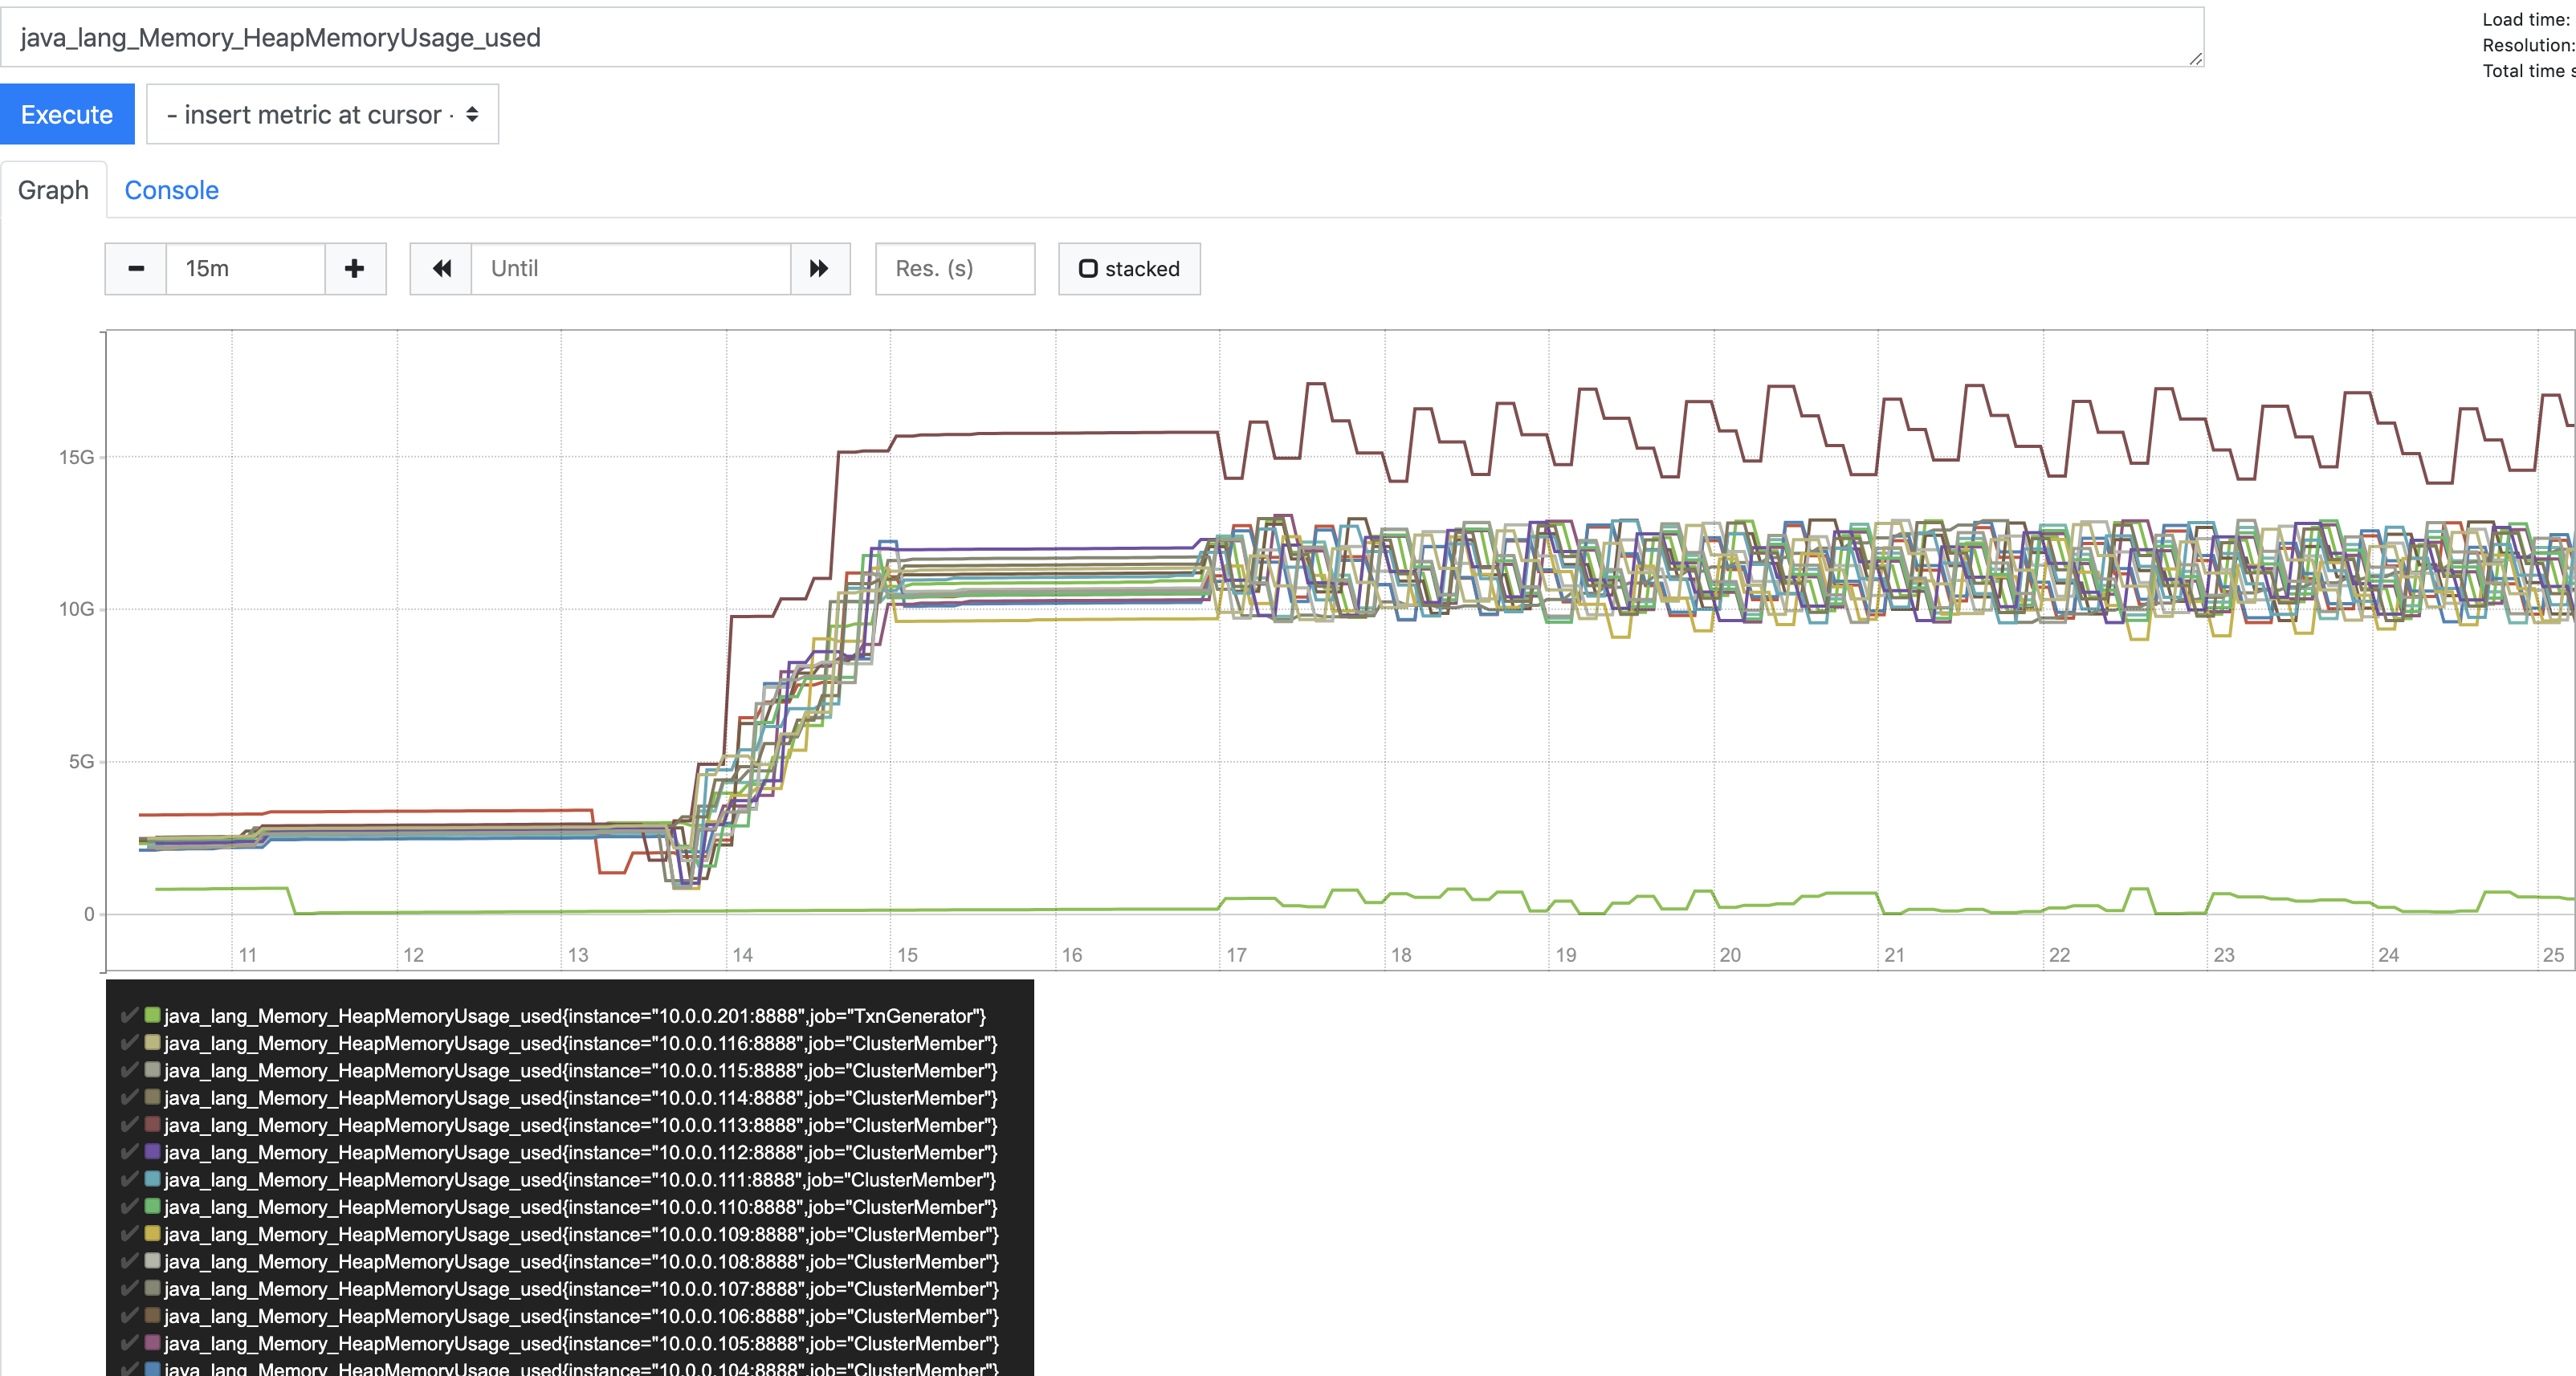 java_lang_Memory_HeapMemoryUsage_used
Load time:
Resolution:
Total time s
Execute
- insert metric at cursor -
Graph
Console
15m
Until
Res. (s)
stacked
15G
10G
5G
0
11 12 13 14 15 16 17 18 19 20 21 22 23 24 25
java_lang_Memory_HeapMemoryUsage_used{instance="10.0.0.201:8888",job="TxnGenerator"}
java_lang_Memory_HeapMemoryUsage_used{instance="10.0.0.116:8888",job="ClusterMember"}
java_lang_Memory_HeapMemoryUsage_used{instance="10.0.0.115:8888",job="ClusterMember"}
java_lang_Memory_HeapMemoryUsage_used{instance="10.0.0.114:8888",job="ClusterMember"}
java_lang_Memory_HeapMemoryUsage_used{instance="10.0.0.113:8888",job="ClusterMember"}
java_lang_Memory_HeapMemoryUsage_used{instance="10.0.0.112:8888",job="ClusterMember"}
java_lang_Memory_HeapMemoryUsage_used{instance="10.0.0.111:8888",job="ClusterMember"}
java_lang_Memory_HeapMemoryUsage_used{instance="10.0.0.110:8888",job="ClusterMember"}
java_lang_Memory_HeapMemoryUsage_used{instance="10.0.0.109:8888",job="ClusterMember"}
java_lang_Memory_HeapMemoryUsage_used{instance="10.0.0.108:8888",job="ClusterMember"}
java_lang_Memory_HeapMemoryUsage_used{instance="10.0.0.107:8888",job="ClusterMember"}
java_lang_Memory_HeapMemoryUsage_used{instance="10.0.0.106:8888",job="ClusterMember"}
java_lang_Memory_HeapMemoryUsage_used{instance="10.0.0.105:8888",job="ClusterMember"}
java_lang_Memory_HeapMemoryUsage_used{instance="10.0.0.104:8888",job="ClusterMember"}